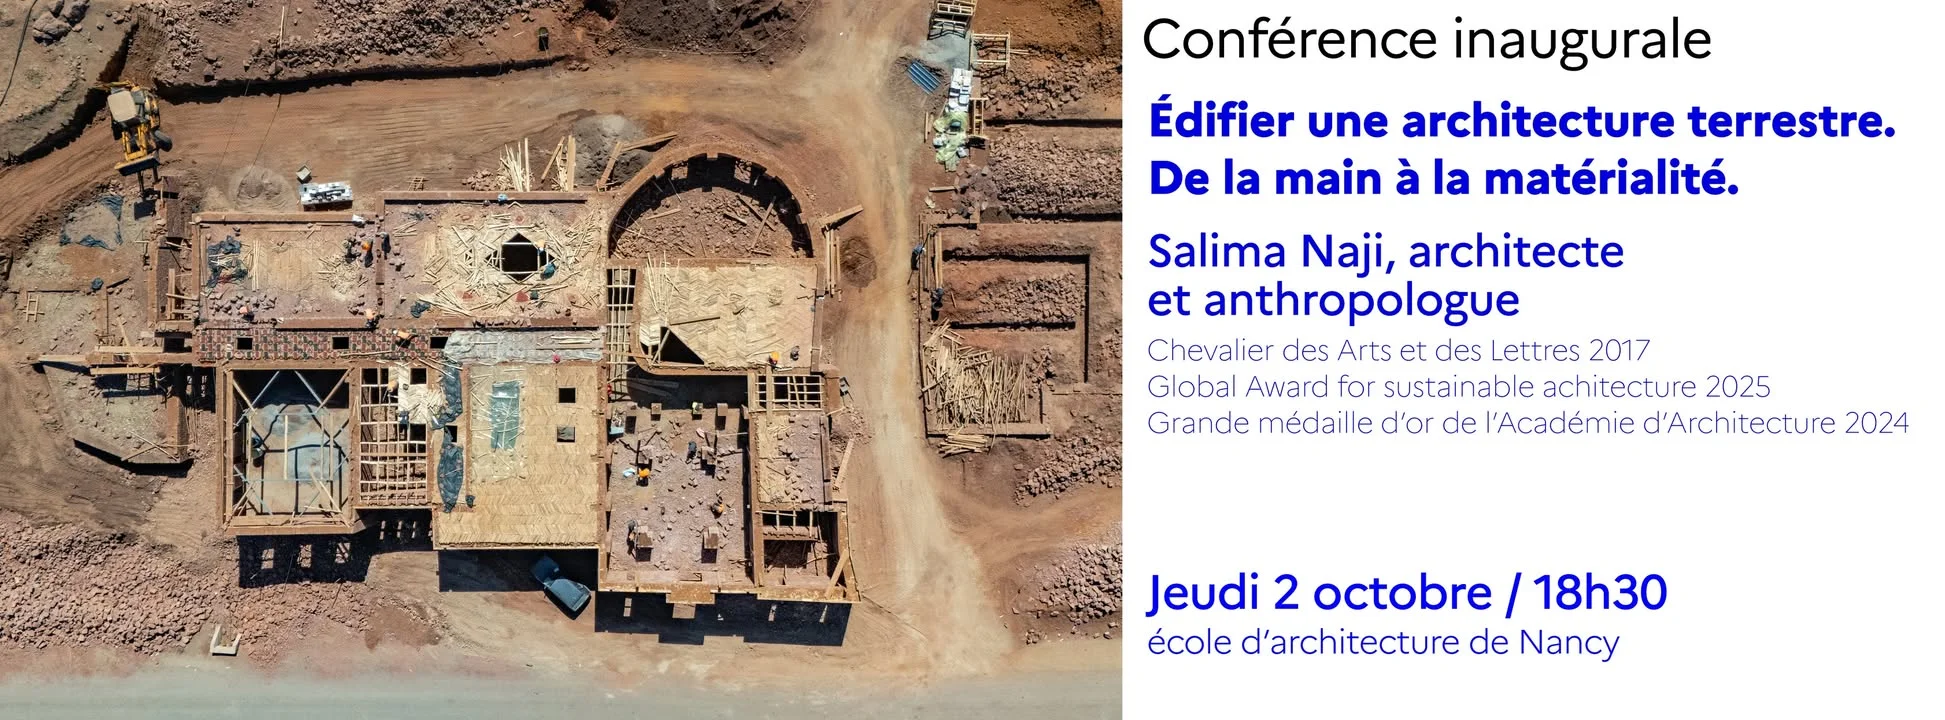 Conférence inaugurale
Édifier une architecture terrestre.
De la main à la matérialité.
Salima Naji, architecte
et anthropologue
Chevalier des Arts et des Lettres 2017
Global Award for sustainable achitecture 2025
Grande médaille d'or de l'Académie d'Architecture 2024
Jeudi 2 octobre / 18h30
école d'architecture de Nancy